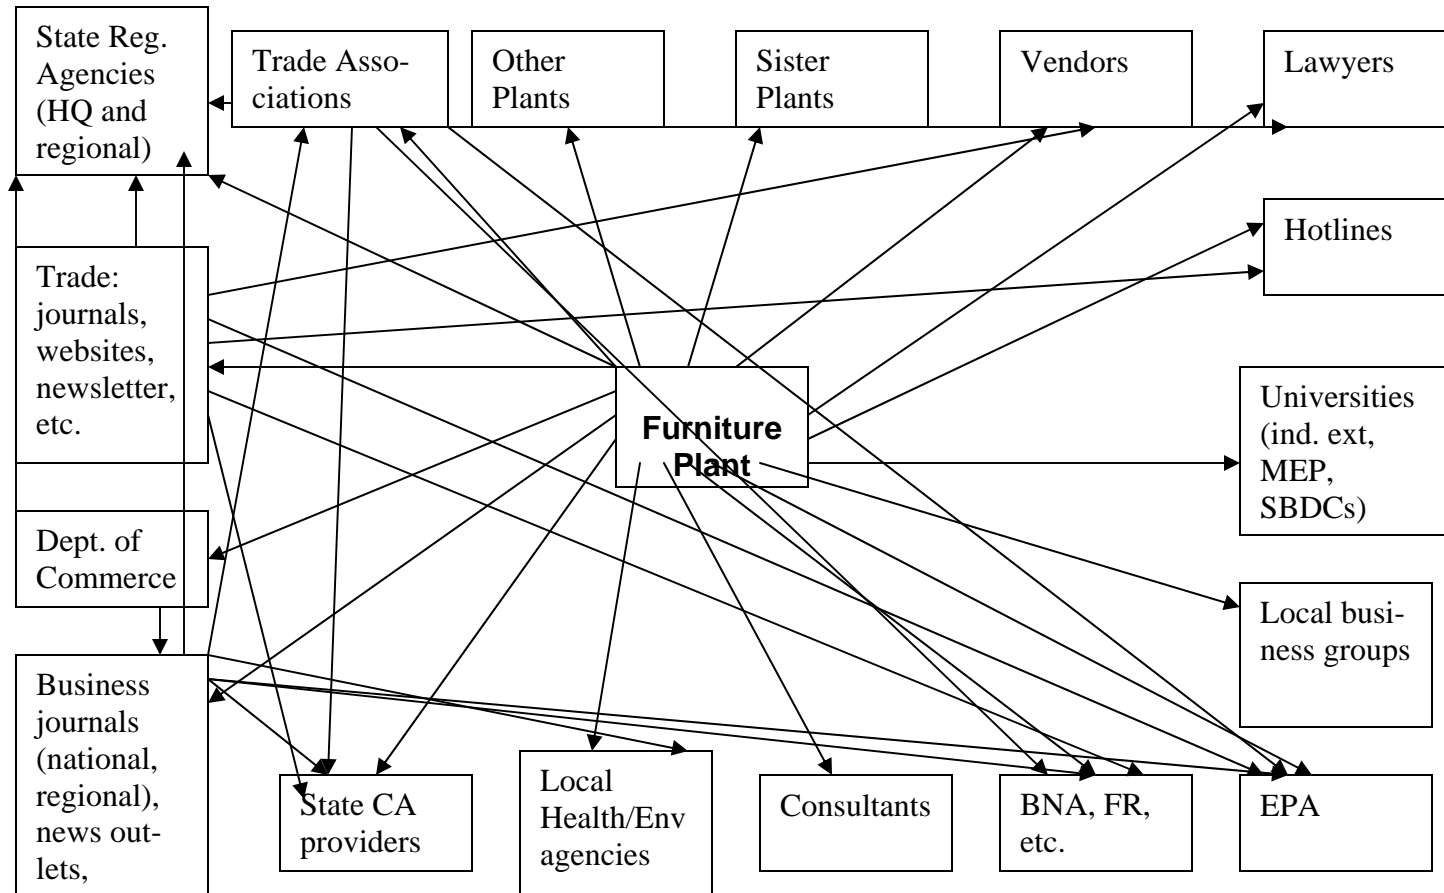 State Reg.
Agencies
(HQ and
regional)
Trade Asso-
ciations
Other
Plants
Sister
Plants
Vendors
Lawyers
Hotlines
Trade:
journals,
websites,
newsletter,
etc.
Furniture
Plant
Universities
(ind. ext,
MEP,
SBDCs)
Dept. of
Commerce
Local busi-
ness groups
Business
journals
(national,
regional),
news out-
lets,
State CA
providers
Local
Health/Env
agencies
Consultants
BNA, FR,
etc.
EPA